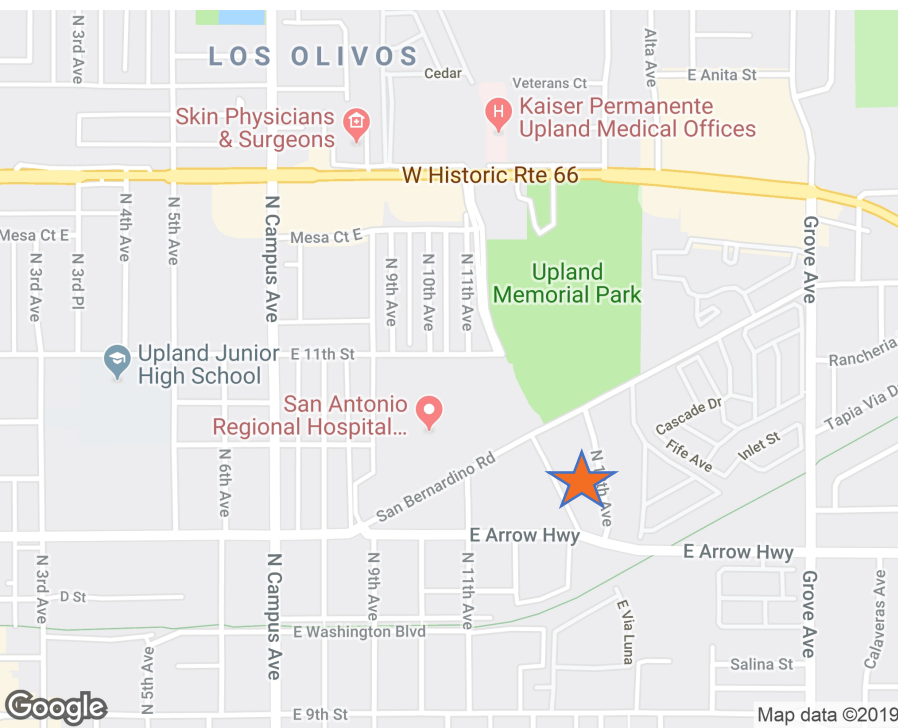 N 3rd Ave
LOS OLIVOS
Cedar
Alta Ave
E Anita St
Veterans Ct
Skin Physicians
& Surgeons
H
Kaiser Permanente
Upland Medical Offices
W Historic Rte 66
N 4th Ave
N 5th Ave
N Campus Ave
Mesa Ct E
Mesa Ct E
Grove Ave
N 3rd Ave
N 3rd Pl
N 9th Ave
N 10th Ave
N 11th Ave
Upland
Memorial Park
Upland Junior
High School
E 11th St
Rancheria
San Antonio
Regional Hospital...
Cascade Dr
Tapia Via D
Fife Ave
Inlet St
N 6th Ave
San Bernardino Rd
Ave
E Arrow Hwy
E Arrow Hwy
N 3rd Ave
N Campus Ave
N 9th Ave
N 11th Ave
Grove Ave
Calaveras Ave
D St
E Washington Blvd
E Via Luna
N 5th Ave
Salina St
Google
E 9th St
Map data ©2019